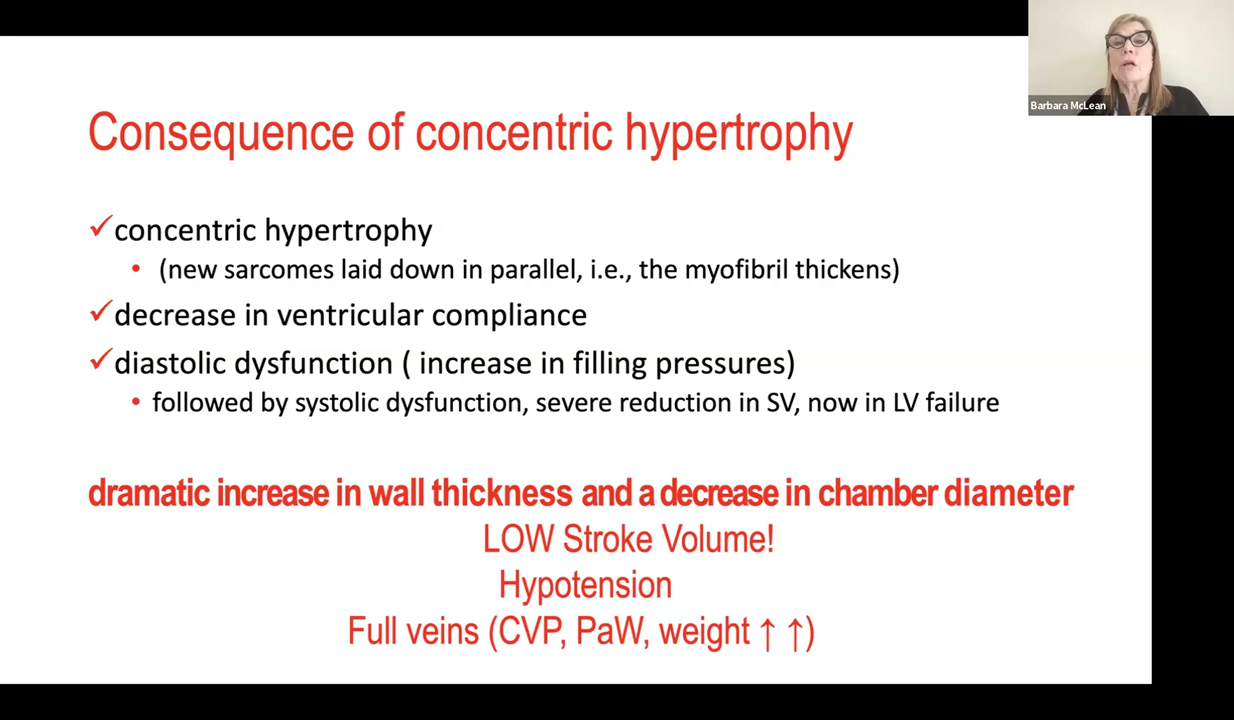 Barbara McLean
Consequence of concentric hypertrophy
✓concentric hypertrophy
• (new sarcomes laid down in parallel, i.e., the myofibril thickens)
✓decrease in ventricular compliance
✓diastolic dysfunction ( increase in filling pressures)
• followed by systolic dysfunction, severe reduction in SV, now in LV failure
dramatic increase in wall thickness and a decrease in chamber diameter
LOW Stroke Volume!
Hypotension
Full veins (CVP, PaW, weight ↑ ↑)